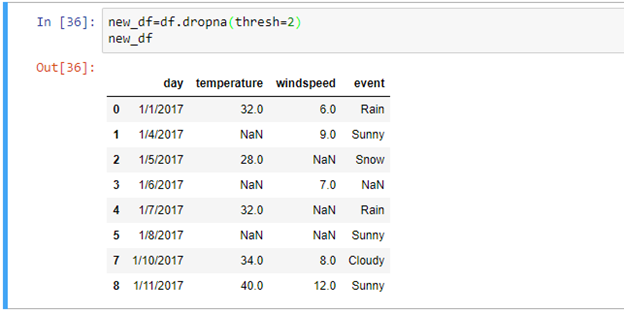 In [36]: new_df=df.dropna(thresh=2)
new_df
Out[36]:
day temperature windspeed event
0 1/1/2017 32.0 6.0 Rain
1 1/4/2017 NaN 9.0 Sunny
2 1/5/2017 28.0 NaN Snow
3 1/6/2017 NaN 7.0 NaN
4 1/7/2017 32.0 NaN Rain
5 1/8/2017 NaN NaN Sunny
7 1/10/2017 34.0 8.0 Cloudy
8 1/11/2017 40.0 12.0 Sunny